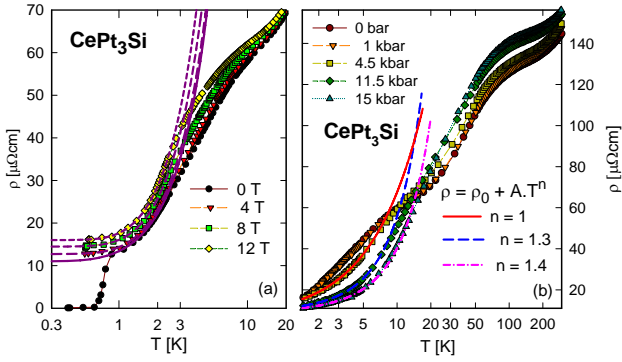 CePt3Si
0 T
4 T
8 T
12 T
(a)
ρ [μΩcm]
70
60
50
40
30
20
10
0
0.3
1
2
3
10
20
T [K]
0 bar
1 kbar
4.5 kbar
11.5 kbar
15 kbar
CePt3Si
ρ = ρ0 + A.T^n
n = 1
n = 1.3
n = 1.4
(b)
ρ [μΩcm]
140
120
100
80
60
40
20
2
3
5
10
20
30
50
100
200
T [K]